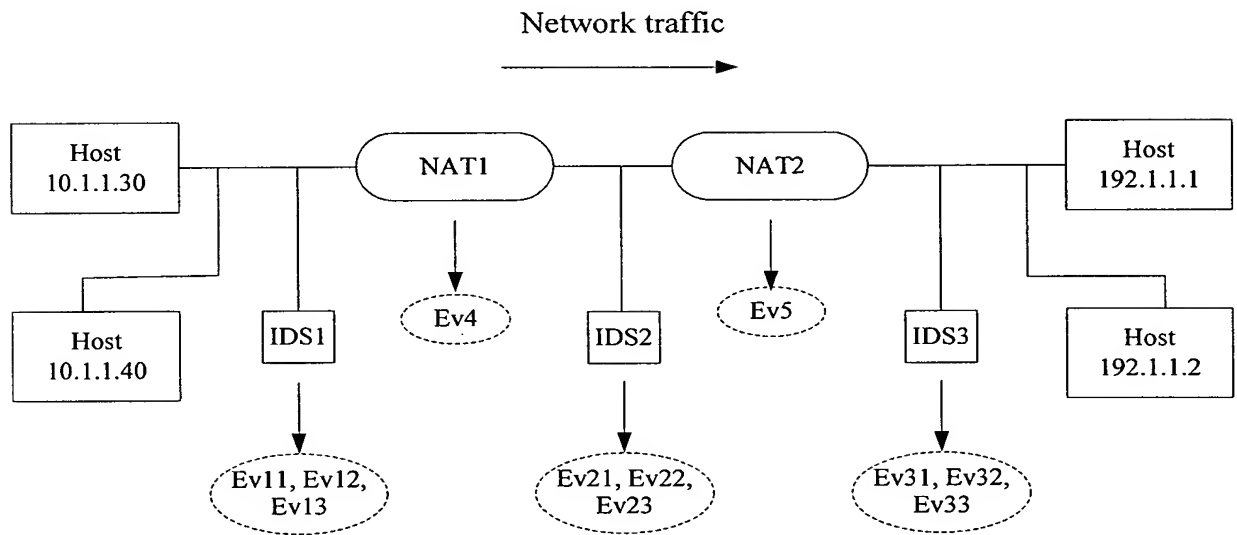 Network traffic
Host
10.1.1.30
NAT1
NAT2
Host
192.1.1.1
Host
10.1.1.40
IDS1
Ev4
IDS2
Ev5
IDS3
Host
192.1.1.2
Ev11, Ev12,
Ev13
Ev21, Ev22,
Ev23
Ev31, Ev32,
Ev33